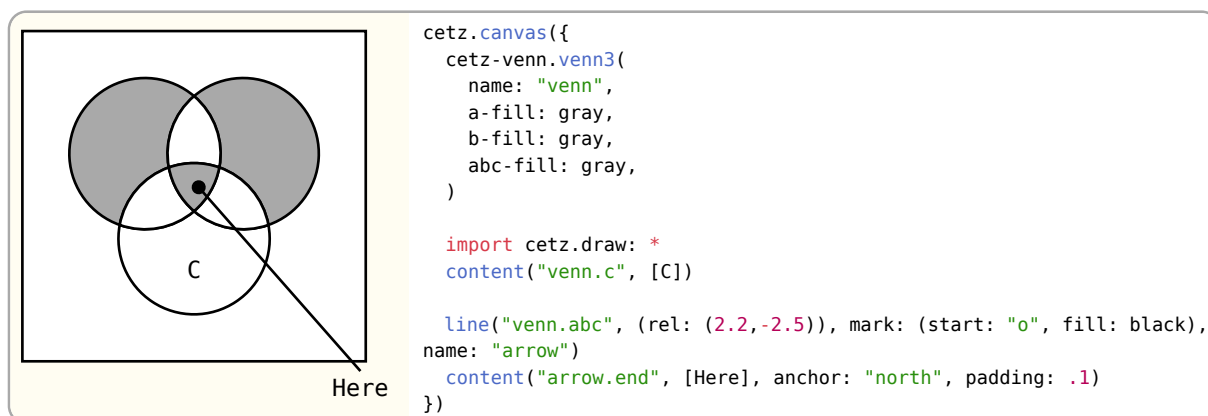 C
Here
cetz.canvas({
  cetz-venn.venn3(
    name: "venn",
    a-fill: gray,
    b-fill: gray,
    abc-fill: gray,
  )
  import cetz.draw: *
  content("venn.c", [C])
  line("venn.abc", (rel: (2.2,-2.5)), mark: (start: "o", fill: black),
name: "arrow")
  content("arrow.end", [Here], anchor: "north", padding: .1)
})